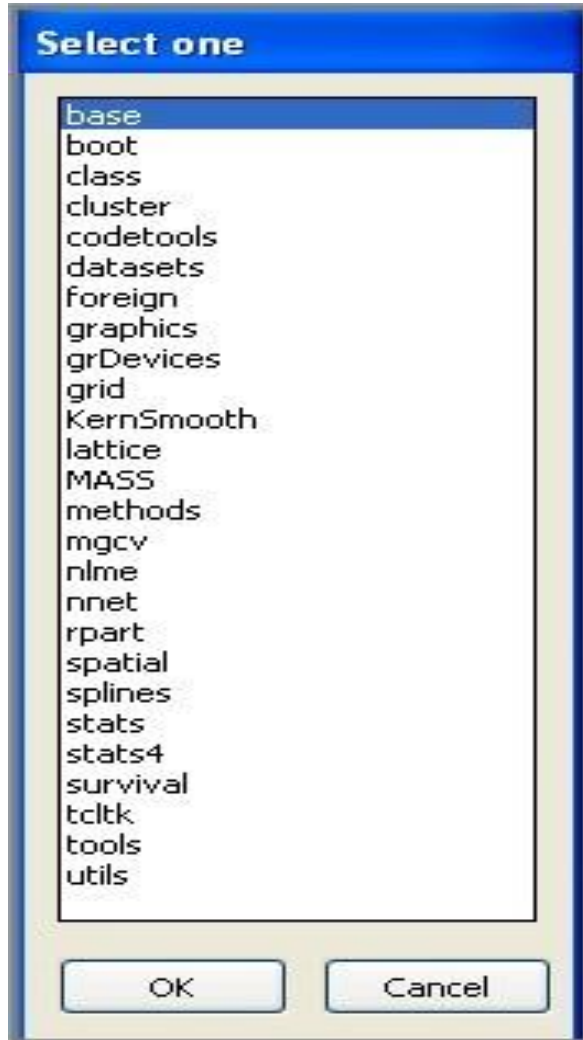 Select one
base
boot
class
cluster
codetools
datasets
foreign
graphics
grDevices
grid
KernSmooth
lattice
MASS
methods
mgcv
nlme
nnet
rpart
spatial
splines
stats
stats4
survival
tcltk
tools
utils
OK Cancel